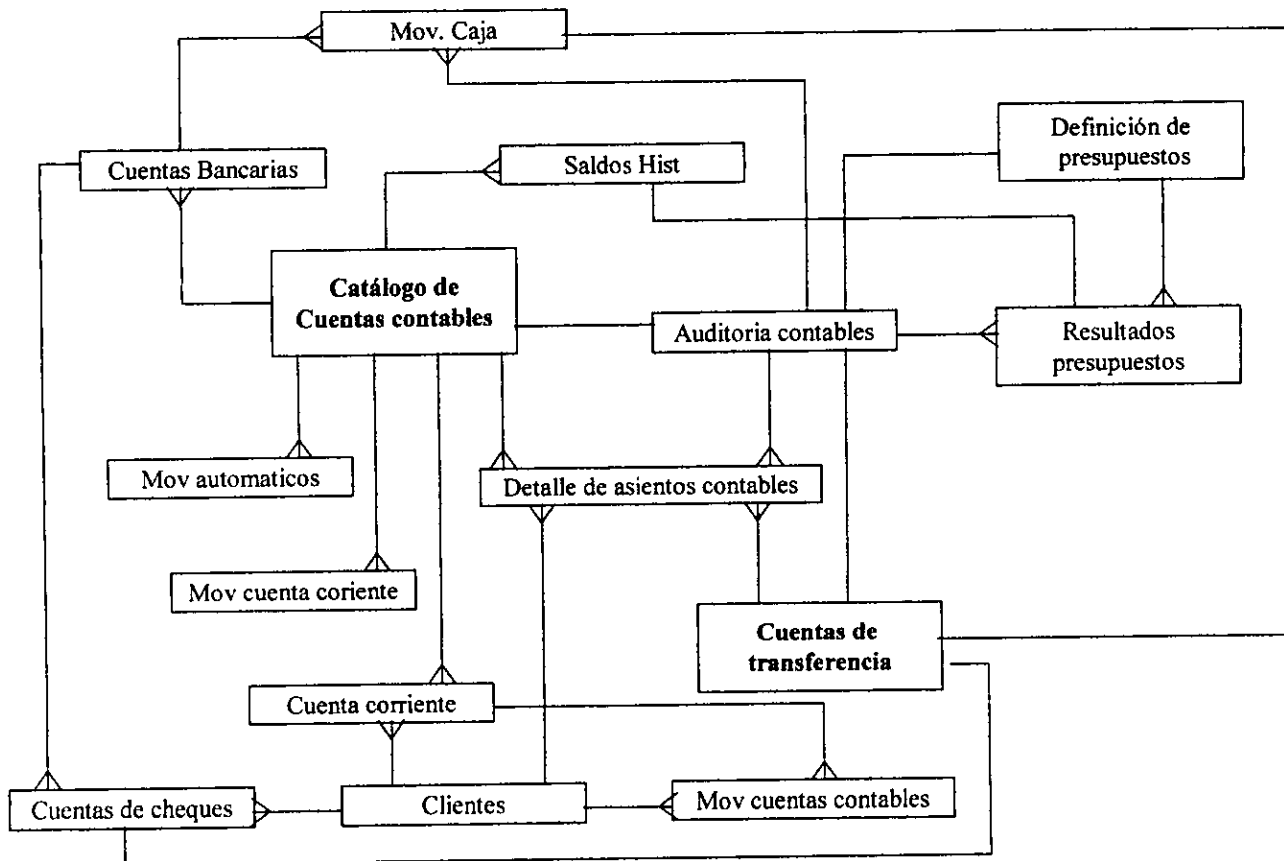 Mov. Caja
Definición de
presupuestos
Cuentas Bancarias
Saldos Hist
Catálogo de
Cuentas contables
Auditoria contables
Resultados
presupuestos
Mov automaticos
Detalle de asientos contables
Mov cuenta coriente
Cuentas de
transferencia
Cuenta corriente
Cuentas de cheques
Clientes
Mov cuentas contables